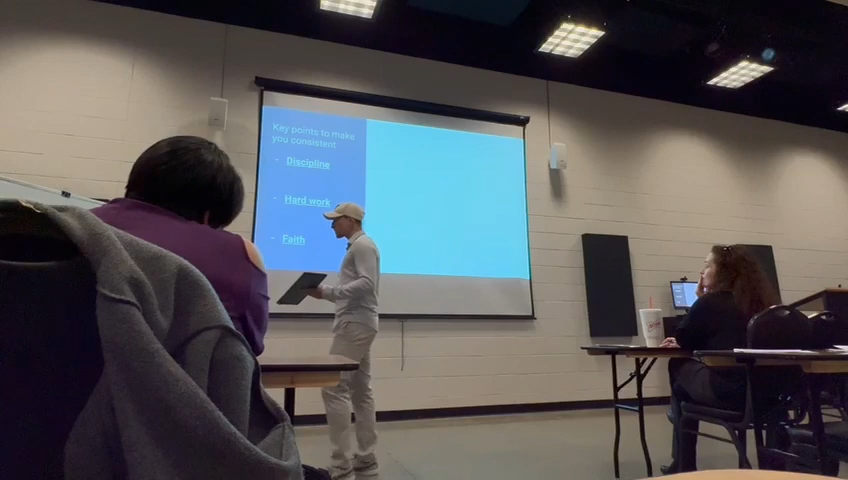 Key points to make
you consistent
- Discipline
- Hard work
- Faith